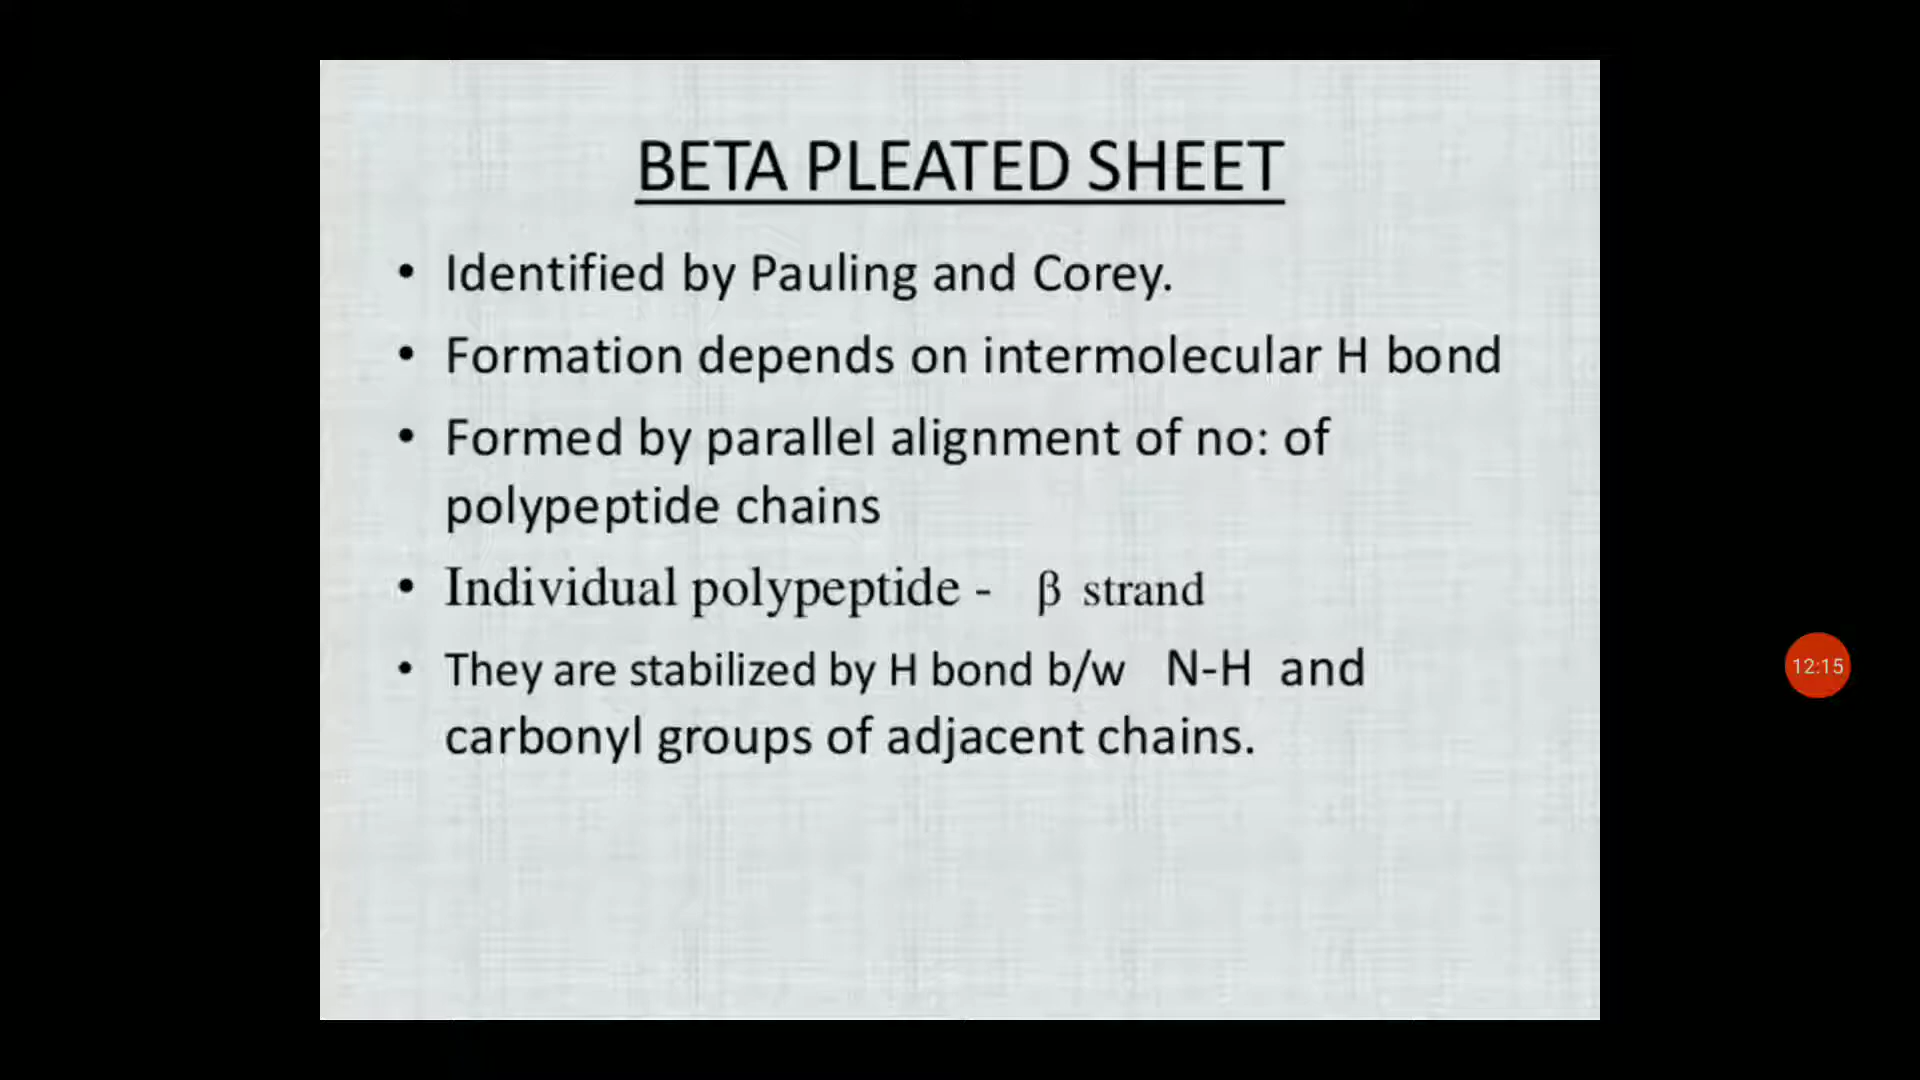 BETA PLEATED SHEET
• Identified by Pauling and Corey.
• Formation depends on intermolecular H bond
• Formed by parallel alignment of no: of
polypeptide chains
• Individual polypeptide - β strand
• They are stabilized by H bond b/w N-H and
carbonyl groups of adjacent chains.
12:15